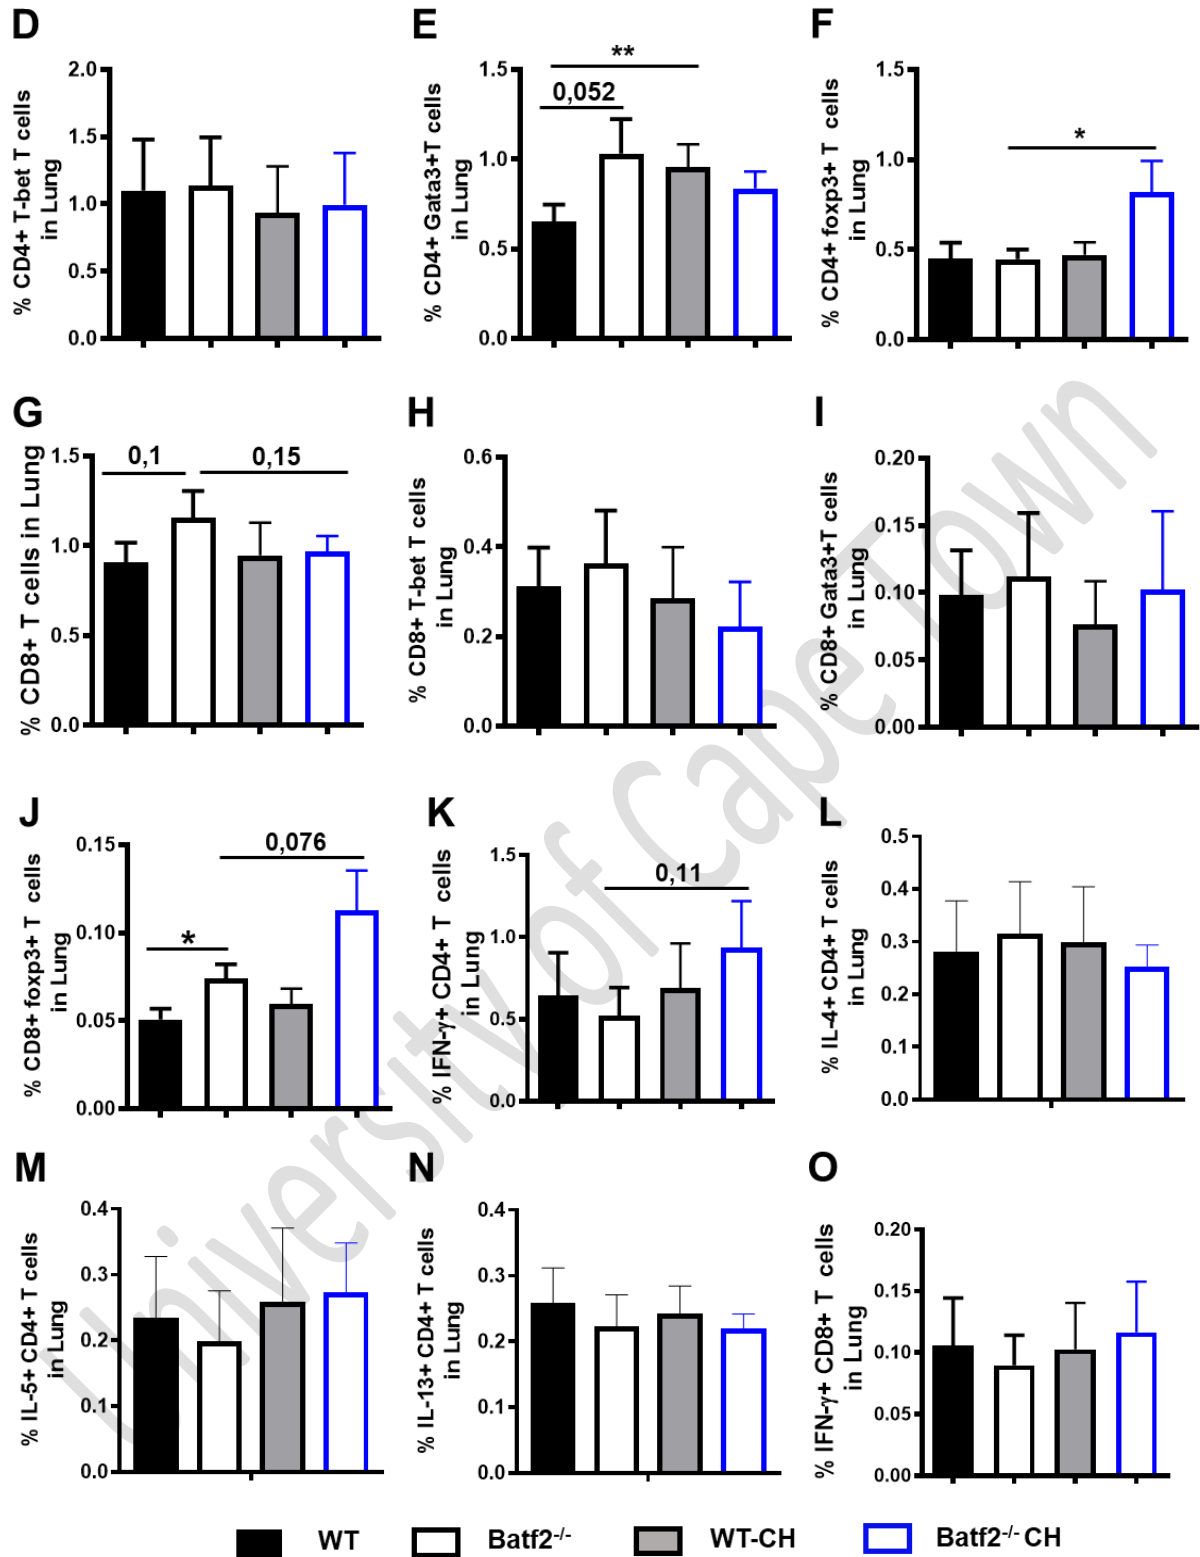 D
2.0
1.5
1.0
0.5
0.0
% CD4+ T-bet T cells
in Lung
E
1.5
1.0
0.5
0.0
% CD4+ Gata3+T cells
in Lung
**
0,052
F
1.5
1.0
0.5
0.0
% CD4+ foxp3+ T cells
in Lung
*
G
1.5
1.0
0.5
0.0
% CD8+ T cells in Lung
0,1
0,15
H
0.6
0.4
0.2
0.0
% CD8+ T-bet T cells
in Lung
I
0.20
0.15
0.10
0.05
0.00
% CD8+ Gata3+T cells
in Lung
J
0.15
0.10
0.05
0.00
% CD8+ foxp3+ T cells
in Lung
*
0,076
K
1.5
1.0
0.5
0.0
% IFN-γ+ CD4+ T cells
in Lung
0,11
L
0.5
0.4
0.3
0.2
0.1
0.0
% IL-4+ CD4+ T cells
in Lung
M
0.4
0.3
0.2
0.1
0.0
% IL-5+ CD4+ T cells
in Lung
N
0.4
0.3
0.2
0.1
0.0
% IL-13+ CD4+ T cells
in Lung
O
0.20
0.15
0.10
0.05
0.00
% IFN-γ+ CD8+ T cells
in Lung
WT
Batf2-/-
WT-CH
Batf2-/- CH
University of Cape Town